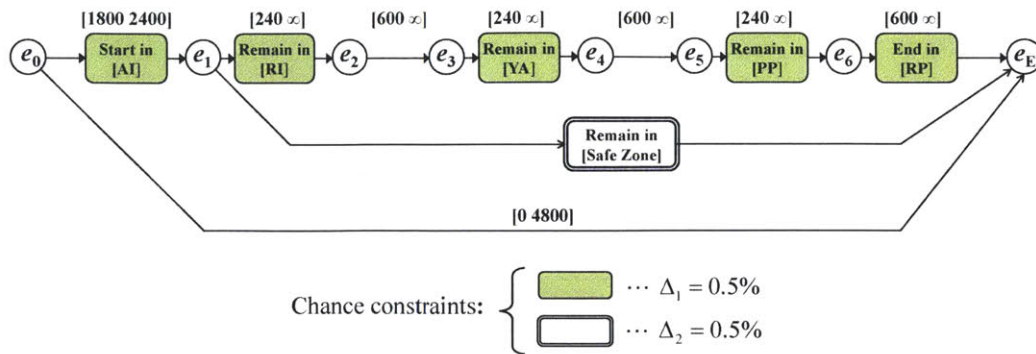 [1800 2400] [240 ∞] [600 ∞] [240 ∞] [600 ∞] [240 ∞] [600 ∞]
e₀ Start in e₁ Remain in e₂ e₃ Remain in e₄ e₅ Remain in e₆ End in e_E
[AI] [RI] [YA] [PP] [RP]
Remain in
[Safe Zone]
[0 4800]
Chance constraints:
⋯ Δ₁ = 0.5%
⋯ Δ₂ = 0.5%